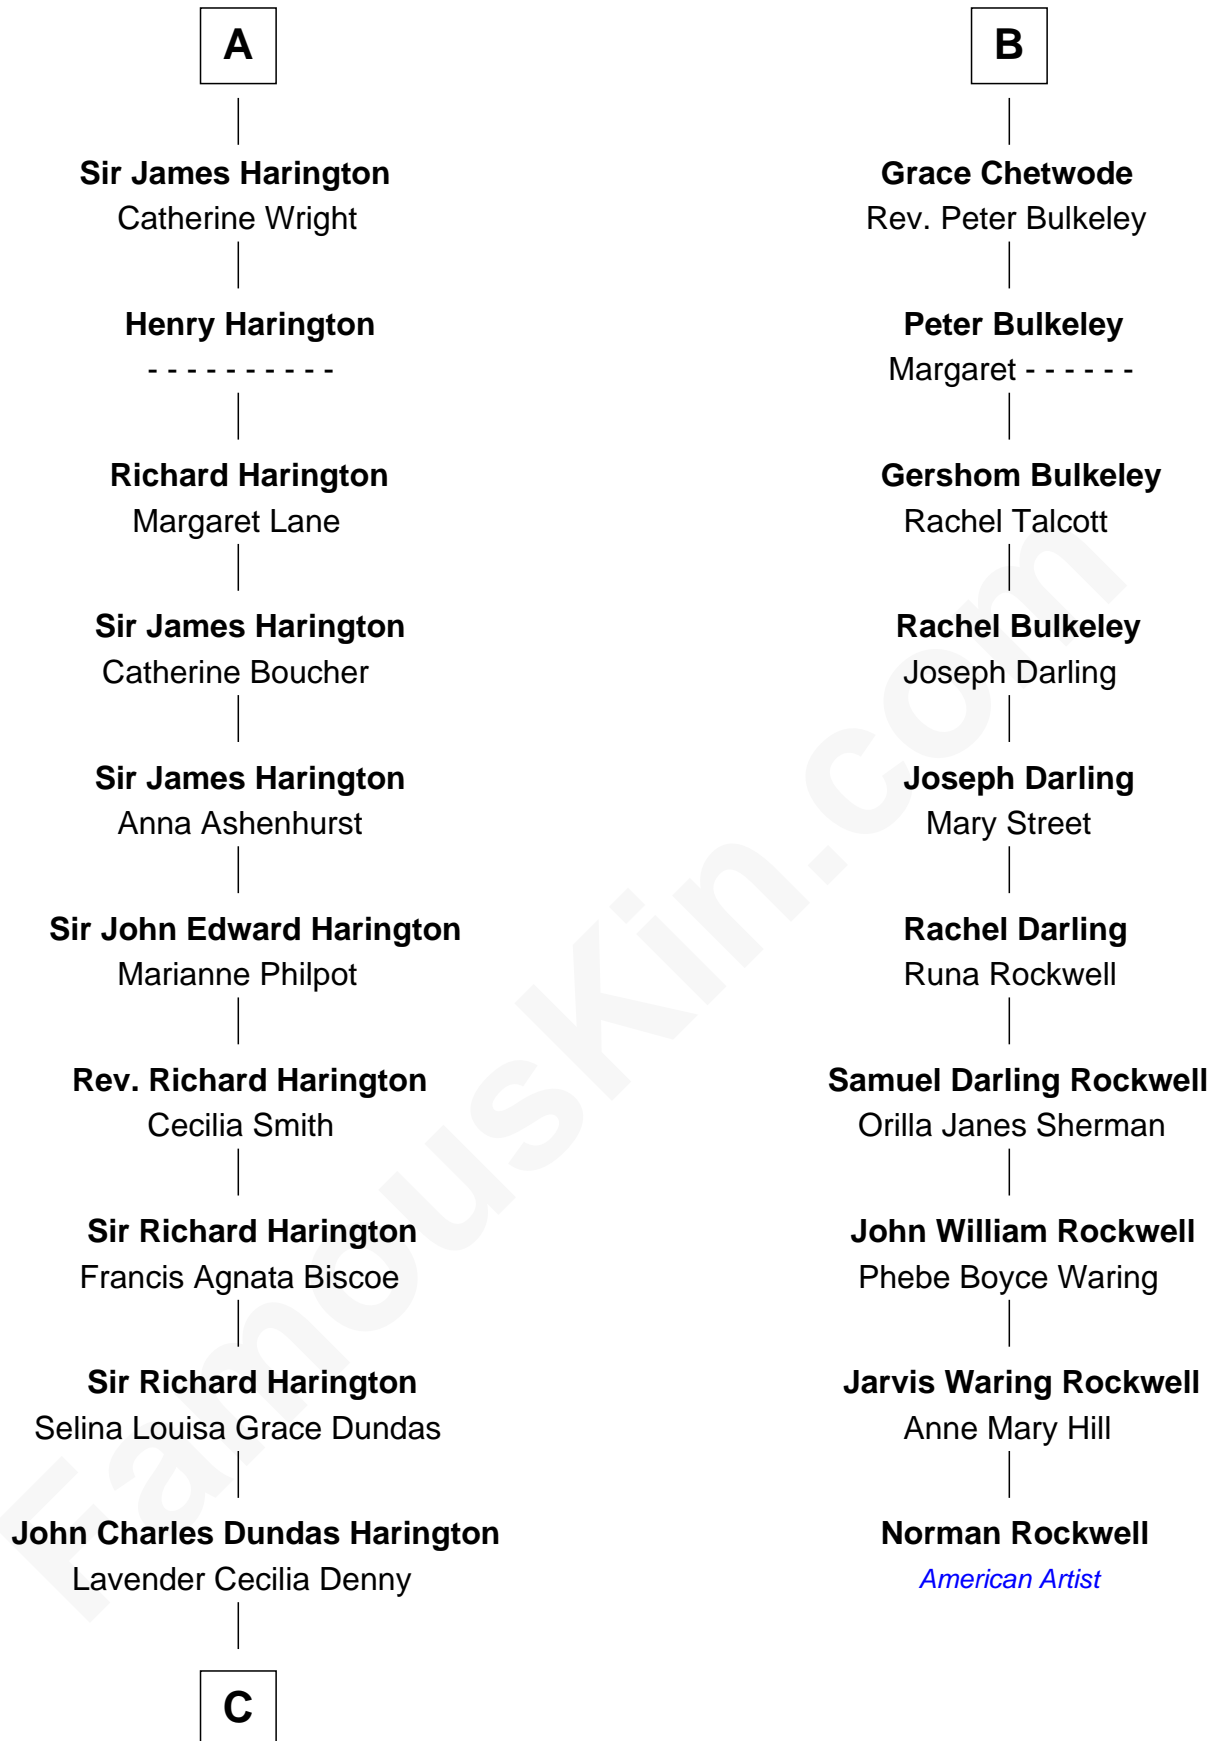 A
Sir James Harington
Catherine Wright
Henry Harington
- - - - - - - - - -
Richard Harington
Margaret Lane
Sir James Harington
Catherine Boucher
Sir James Harington
Anna Ashenhurst
Sir John Edward Harington
Marianne Philpot
Rev. Richard Harington
Cecilia Smith
Sir Richard Harington
Francis Agnata Biscoe
Sir Richard Harington
Selina Louisa Grace Dundas
John Charles Dundas Harington
Lavender Cecilia Denny
C
B
Grace Chetwode
Rev. Peter Bulkeley
Peter Bulkeley
Margaret - - - - - -
Gershom Bulkeley
Rachel Talcott
Rachel Bulkeley
Joseph Darling
Joseph Darling
Mary Street
Rachel Darling
Runa Rockwell
Samuel Darling Rockwell
Orilla Janes Sherman
John William Rockwell
Phebe Boyce Waring
Jarvis Waring Rockwell
Anne Mary Hill
Norman Rockwell
American Artist
FamousKin.com